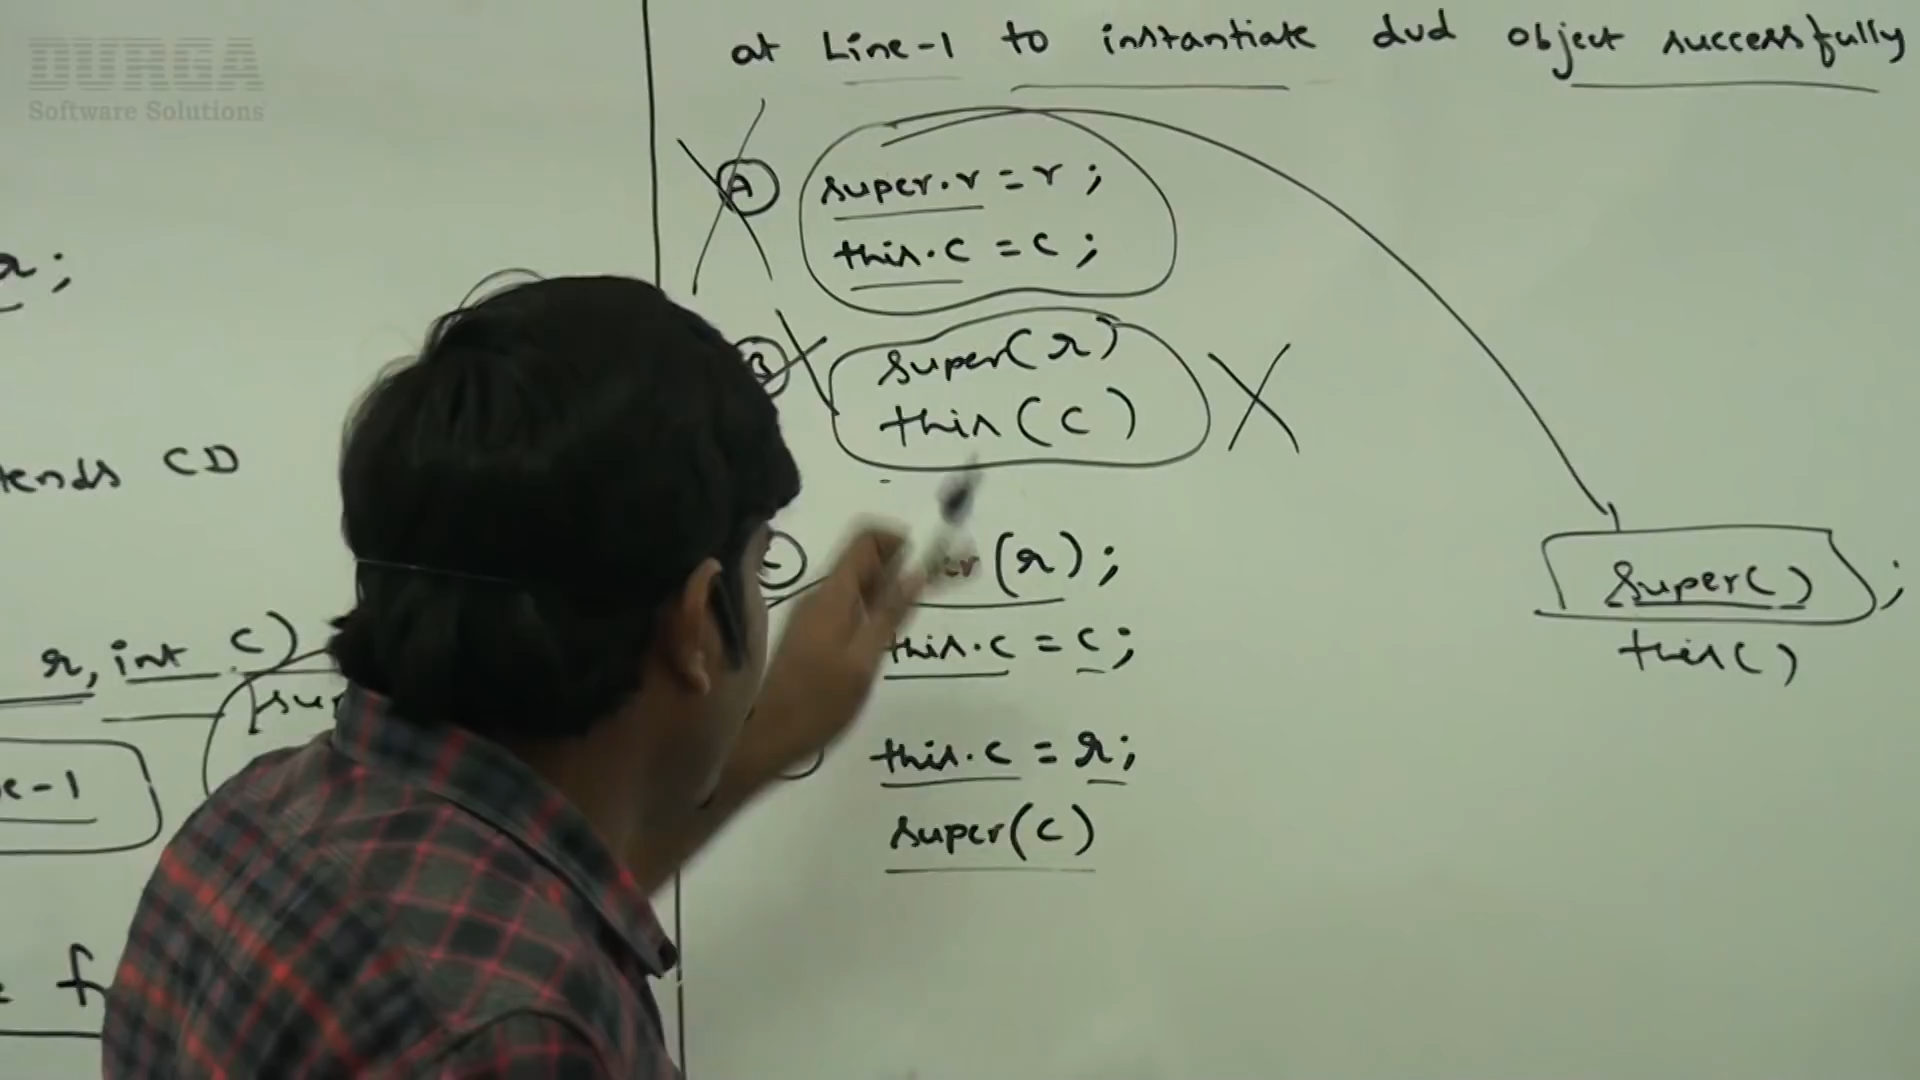 DURGA
Software Solutions
at Line-1 to instantiate dvd object successfully
A super.r = r;
this.c = c;
B super(r)
this(c)
C (r);
this.c = c;
this.c = r;
super(c)
super();
this()
r;
tends CD
r, int c)
sup
e-1